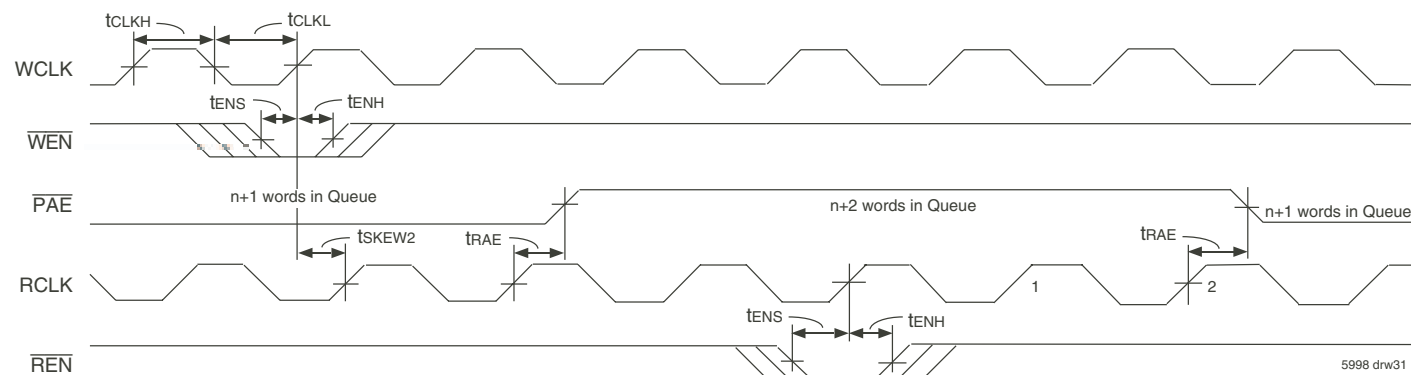 tCLKH
tCLKL
WCLK
tENS
tENH
WEN
PAE
n+1 words in Queue
n+2 words in Queue
n+1 words in Queue
tSKEW2
tRAE
tRAE
RCLK
1
2
tENS
tENH
REN
5998 drw31